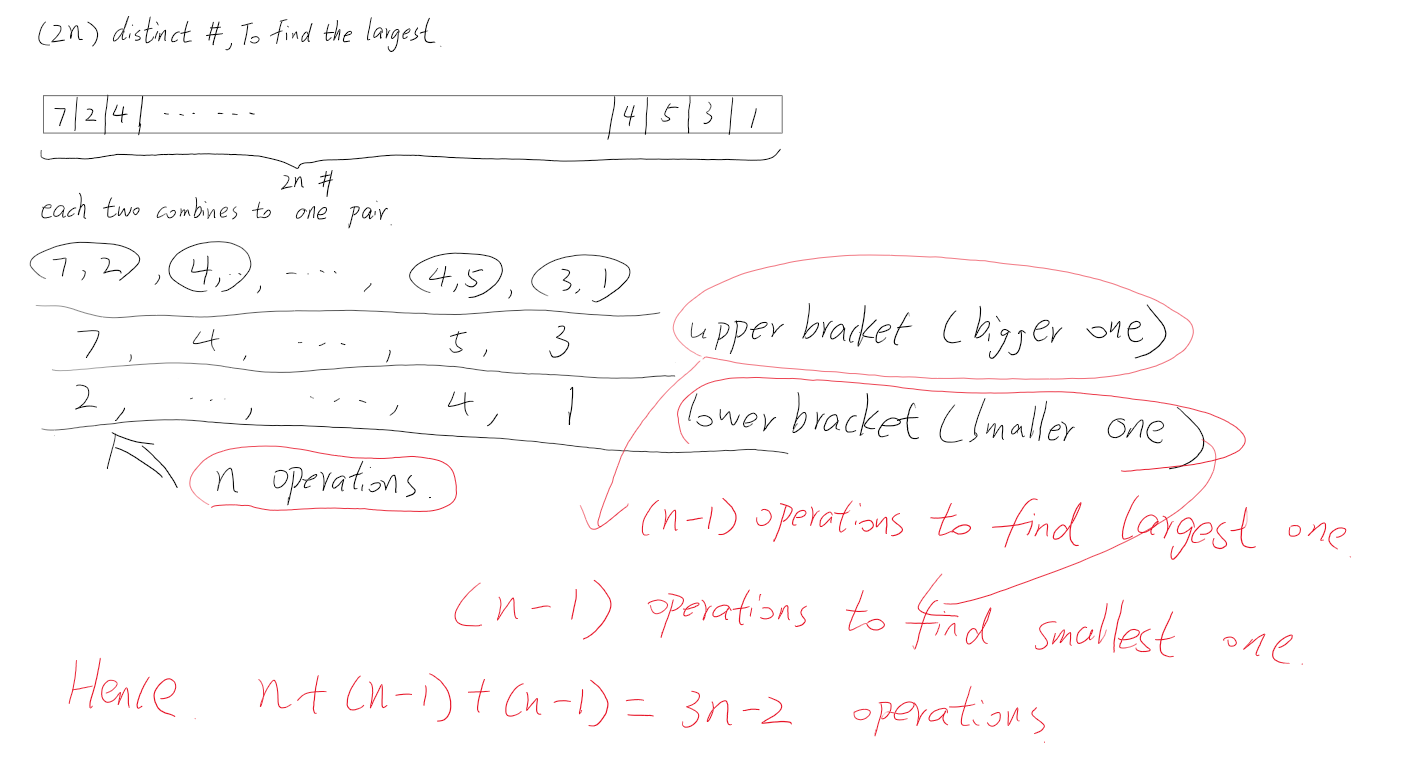 (2n) distinct #, To find the largest.
7 | 2 | 4 | ... ... | 4 | 5 | 3 | 1
2n #
each two combines to one pair.
(7, 2), (4, ..), ....., (4,5), (3, 1)
7, 4, ..., 5, 3 upper bracket (bigger one)
2, ..., ...., 4, 1 lower bracket (smaller one)
n operations.
(n-1) operations to find largest one.
(n-1) operations to find smallest one.
Hence n+(n-1)+(n-1)= 3n-2 operations